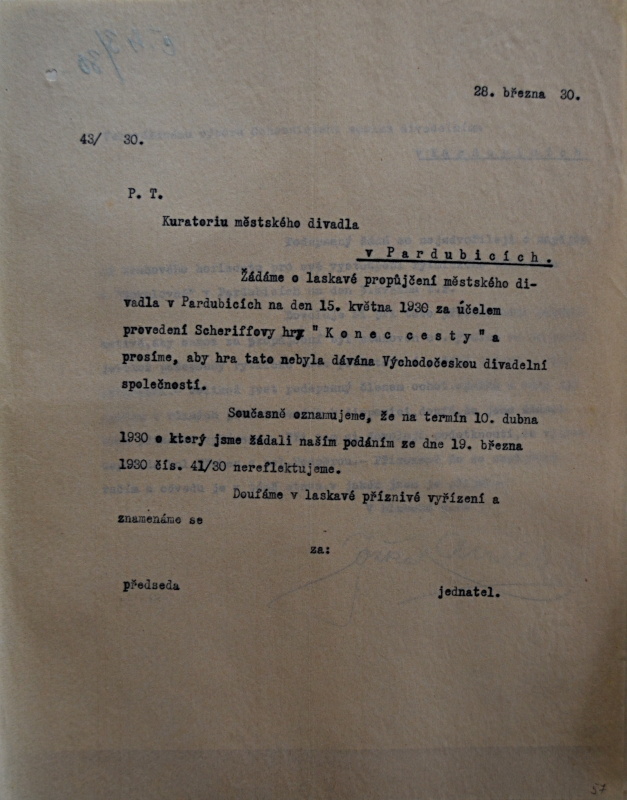 28. března 30.
43/ 30.
P. T.
Kuratoriu městského divadla
v Pardubicích.
Žádáme o laskavé propůjčení městského di-
vadla v Pardubicích na den 15. května 1930 za účelem
provedení Scheriffovy hry "Konec cesty" a
prosíme, aby hra tato nebyla dávána Východočeskou divadelní
společností.
Současně oznamujeme, že na termín 10. dubna
1930 o který jsme žádali naším podáním ze dne 19. března
1930 čís. 41/30 nereflektujeme.
Doufáme v laskavé příznivé vyřízení a
znamenáme se
za:
předseda jednatel.
57